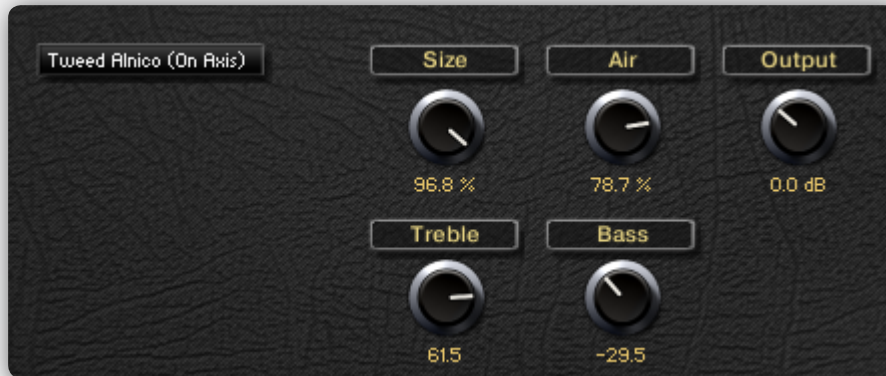 Tweed Alnico (On Axis)
Size
Air
Output
96.8 %
78.7 %
0.0 dB
Treble
Bass
61.5
-29.5